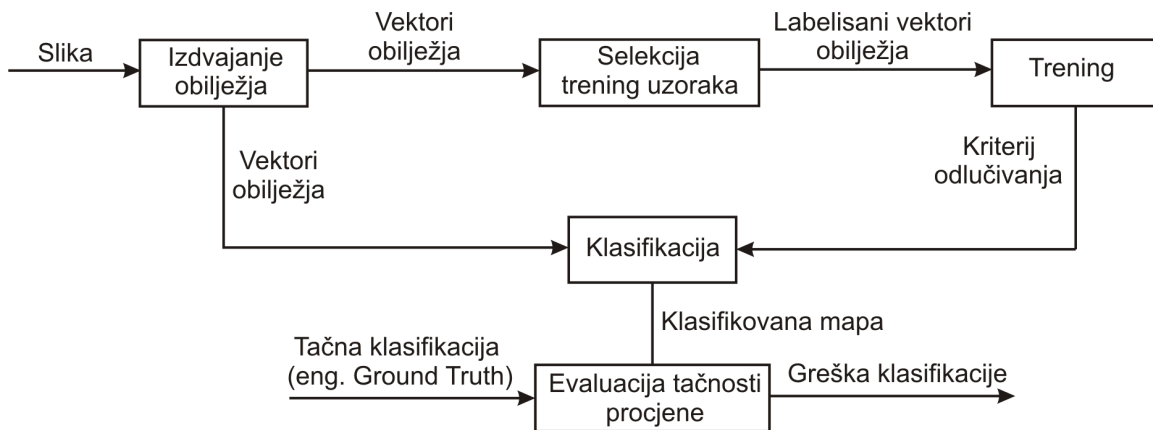 Slika
Izdvajanje
obilježja
Vektori
obilježja
Selekcija
trening uzoraka
Labelisani vektori
obilježja
Trening
Vektori
obilježja
Kriterij
odlučivanja
Klasifikacija
Klasifikovana mapa
Tačna klasifikacija
(eng. Ground Truth)
Evaluacija tačnosti
procjene
Greška klasifikacije